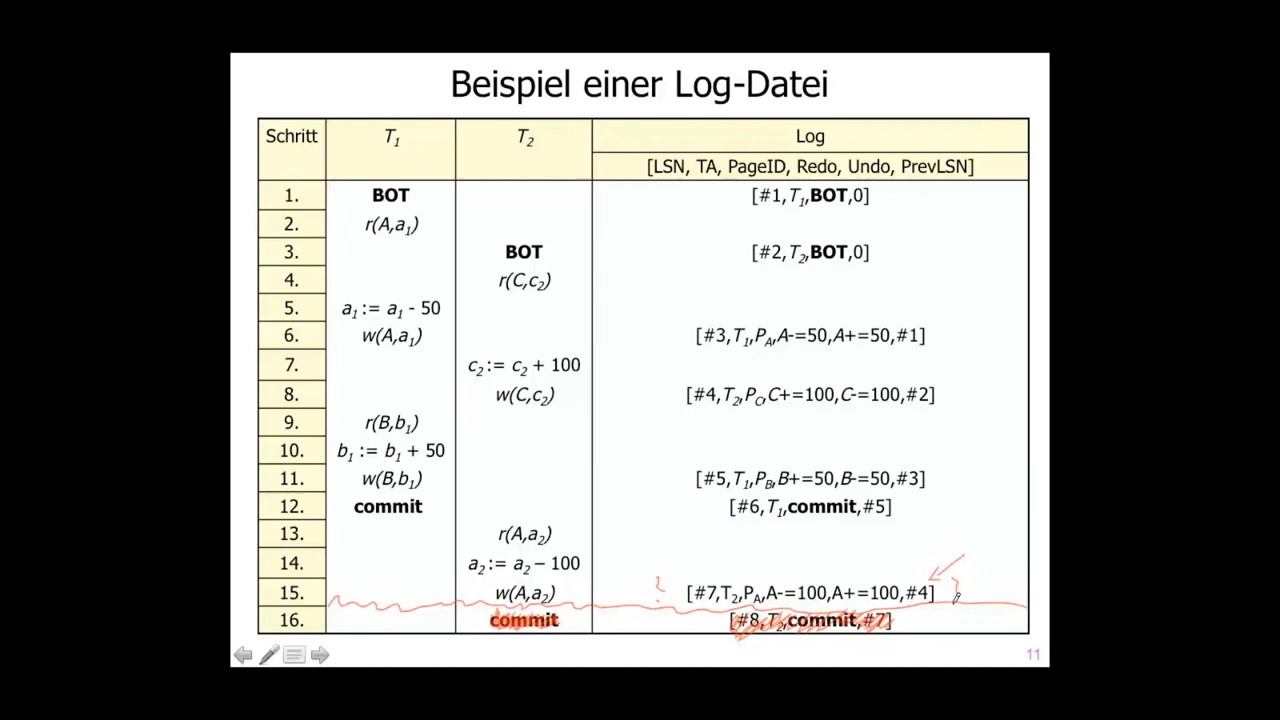 Beispiel einer Log-Datei
Schritt T1 T2 Log
[LSN, TA, PageID, Redo, Undo, PrevLSN]
1. BOT [#1,T1,BOT,0]
2. r(A,a1)
3. BOT [#2,T2,BOT,0]
4. r(C,c2)
5. a1 := a1 - 50
6. w(A,a1) [#3,T1,PA,A-=50,A+=50,#1]
7. c2 := c2 + 100
8. w(C,c2) [#4,T2,PC,C+=100,C-=100,#2]
9. r(B,b1)
10. b1 := b1 + 50
11. w(B,b1) [#5,T1,PB,B+=50,B-=50,#3]
12. commit [#6,T1,commit,#5]
13. r(A,a2)
14. a2 := a2 – 100
15. w(A,a2) [#7,T2,PA,A-=100,A+=100,#4]
16. commit [#8,T2,commit,#7]
11